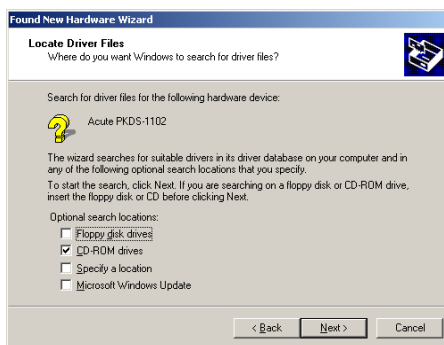 Found New Hardware Wizard
Locate Driver Files
Where do you want Windows to search for driver files?
Search for driver files for the following hardware device:
Acute PKDS-1102
The wizard searches for suitable drivers in its driver database on your computer and in
any of the following optional search locations that you specify.
To start the search, click Next. If you are searching on a floppy disk or CD-ROM drive,
insert the floppy disk or CD before clicking Next.
Optional search locations:
Floppy disk drives
CD-ROM drives
Specify a location
Microsoft Windows Update
< Back Next > Cancel